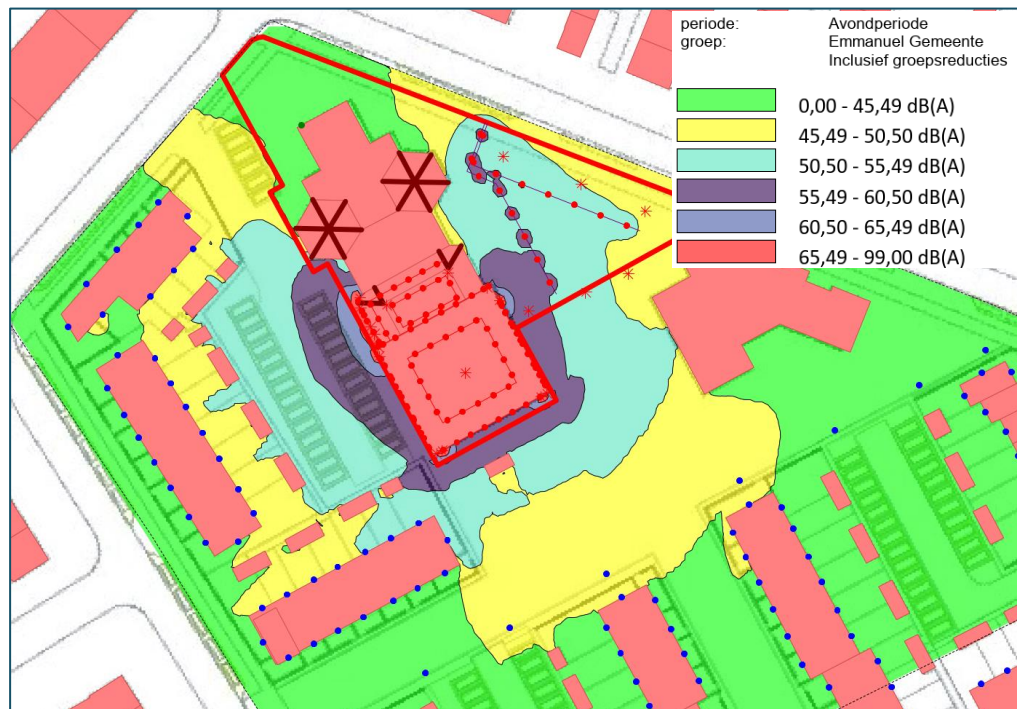 periode: Avondperiode
groep: Emmanuel Gemeente
Inclusief groepsreducties
0,00 - 45,49 dB(A)
45,49 - 50,50 dB(A)
50,50 - 55,49 dB(A)
55,49 - 60,50 dB(A)
60,50 - 65,49 dB(A)
65,49 - 99,00 dB(A)